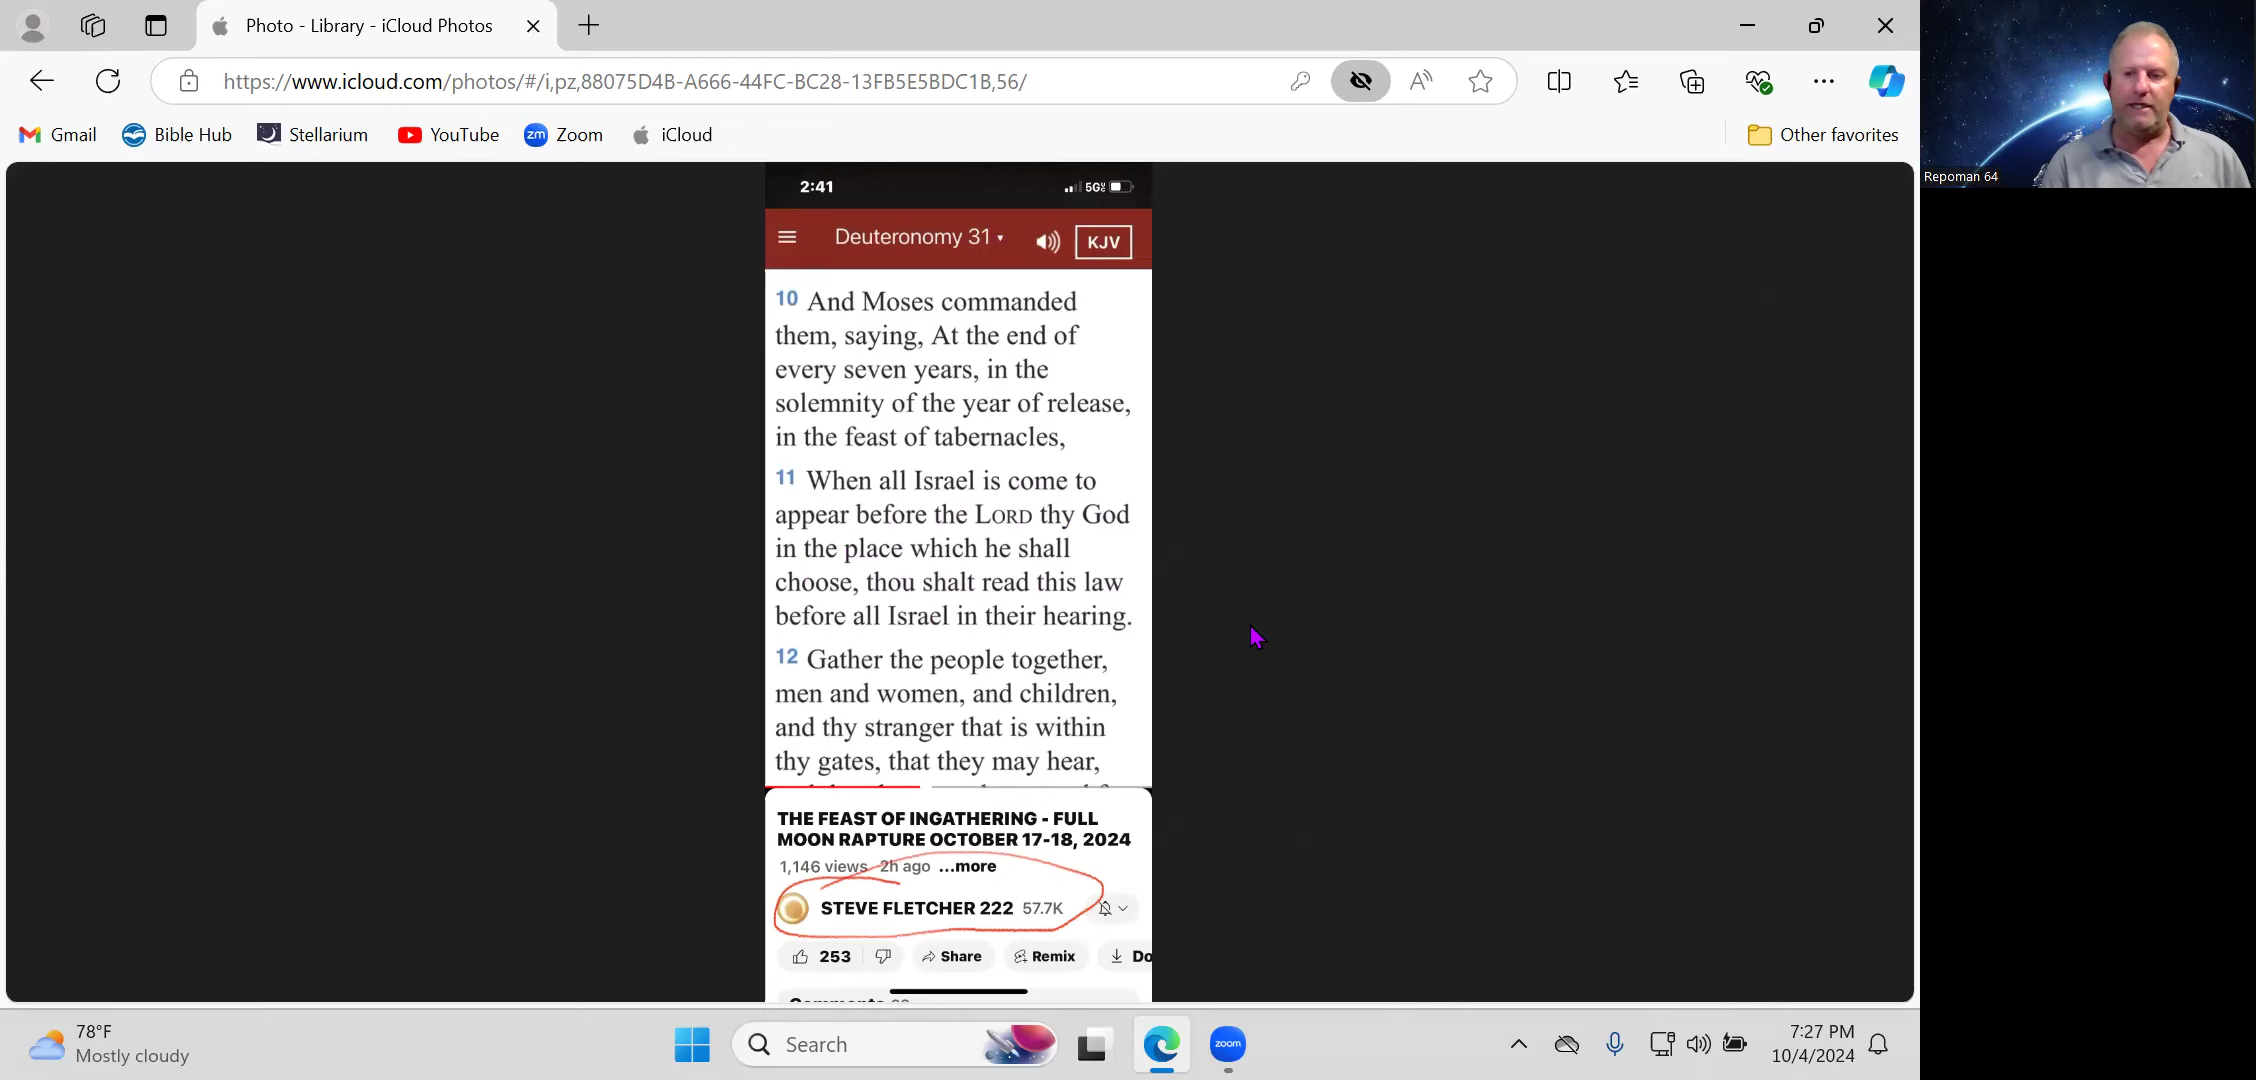 Photo - Library - iCloud Photos
https://www.icloud.com/photos/#/i,pz,88075D4B-A666-44FC-BC28-13FB5E5BDC1B,56/
Gmail Bible Hub Stellarium YouTube zm Zoom iCloud Other favorites
Repoman 64
2:41 5G
Deuteronomy 31 KJV
10 And Moses commanded
them, saying, At the end of
every seven years, in the
solemnity of the year of release,
in the feast of tabernacles,
11 When all Israel is come to
appear before the LORD thy God
in the place which he shall
choose, thou shalt read this law
before all Israel in their hearing.
12 Gather the people together,
men and women, and children,
and thy stranger that is within
thy gates, that they may hear,
THE FEAST OF INGATHERING - FULL
MOON RAPTURE OCTOBER 17-18, 2024
1,146 views 2h ago ...more
STEVE FLETCHER 222 57.7K
253 Share Remix Do
78°F
Mostly cloudy
Search
zoom
7:27 PM
10/4/2024